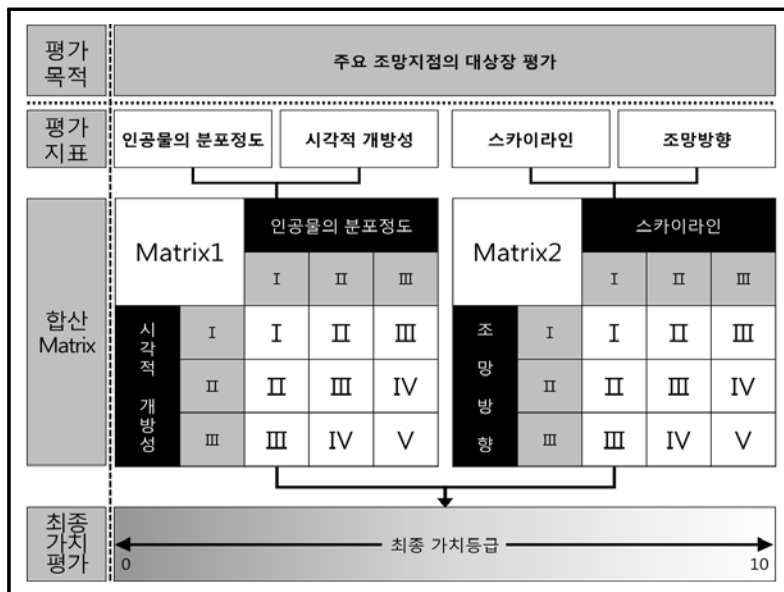 평가
목적
주요 조망지점의 대상장 평가
평가
지표
인공물의 분포정도
시각적 개방성
스카이라인
조망방향
합산
Matrix
Matrix1
인공물의 분포정도
Ⅰ Ⅱ Ⅲ
시각적 개방성
Ⅰ Ⅰ Ⅱ Ⅲ
Ⅱ Ⅱ Ⅲ Ⅳ
Ⅲ Ⅲ Ⅳ Ⅴ
Matrix2
스카이라인
Ⅰ Ⅱ Ⅲ
조망방향
Ⅰ Ⅰ Ⅱ Ⅲ
Ⅱ Ⅱ Ⅲ Ⅳ
Ⅲ Ⅲ Ⅳ Ⅴ
최종
가치
평가
최종 가치등급
0 10